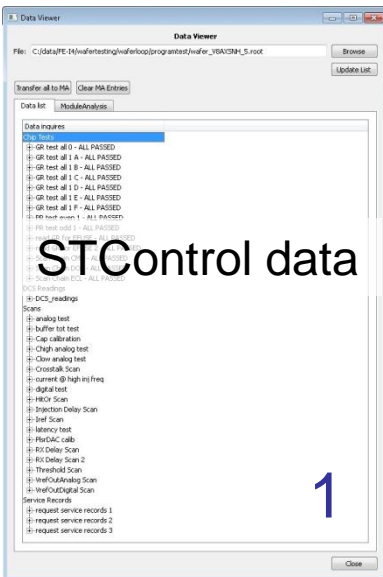 Data Viewer
Data Viewer
File: C:/data/FE-I4/wafertesting/waferloop/programtest/wafer_V8AX5NH_5.root
Browse
Update List
Transfer all to MA
Clear MA Entries
Data list
ModuleAnalysis
Data inquires
Chip Tests
GR test all 0 - ALL PASSED
GR test all 1 A - ALL PASSED
GR test all 1 B - ALL PASSED
GR test all 1 C - ALL PASSED
GR test all 1 D - ALL PASSED
GR test all 1 E - ALL PASSED
GR test all 1 F - ALL PASSED
PR test even 1 - ALL PASSED
PR test odd 1 - ALL PASSED
STControl data
DCS Readings
DCS_readings
Scans
analog test
buffer tot test
Cap calibration
Chigh analog test
Clow analog test
Crosstalk Scan
current @ high inj freq
digital test
HitOr Scan
Injection Delay Scan
Iref Scan
latency test
PlsrDAC calib
RX Delay Scan
RX Delay Scan 2
Threshold Scan
VrefOutAnalog Scan
VrefOutDigital Scan
Service Records
request service records 1
request service records 2
request service records 3
1
Close